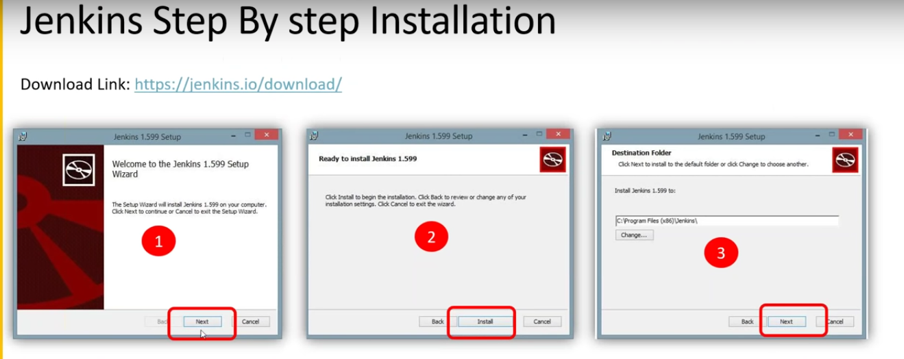 Jenkins Step By step Installation
Download Link: https://jenkins.io/download/
Jenkins 1.599 Setup
Welcome to the Jenkins 1.599 Setup
Wizard
The Setup Wizard will install Jenkins 1.599 on your computer.
Click Next to continue or Cancel to exit the Setup Wizard.
1
Back Next Cancel
Jenkins 1.599 Setup
Ready to install Jenkins 1.599
Click Install to begin the installation. Click Back to review or change any of your
installation settings. Click Cancel to exit the wizard.
2
Back Install Cancel
Jenkins 1.599 Setup
Destination Folder
Click Next to install to the default folder or click Change to choose another.
Install Jenkins 1.599 to:
C:\Program Files (x86)\Jenkins\
Change...
3
Back Next Cancel